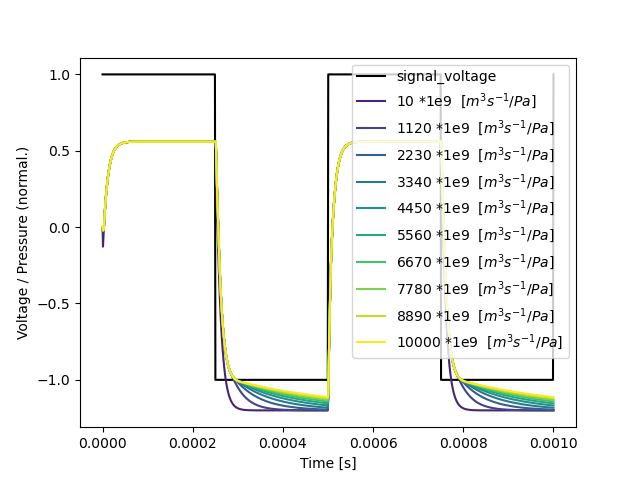 1.0
0.5
0.0
−0.5
−1.0
Voltage / Pressure (normal.)
signal_voltage
10 *1e9 [m³s⁻¹/Pa]
1120 *1e9 [m³s⁻¹/Pa]
2230 *1e9 [m³s⁻¹/Pa]
3340 *1e9 [m³s⁻¹/Pa]
4450 *1e9 [m³s⁻¹/Pa]
5560 *1e9 [m³s⁻¹/Pa]
6670 *1e9 [m³s⁻¹/Pa]
7780 *1e9 [m³s⁻¹/Pa]
8890 *1e9 [m³s⁻¹/Pa]
10000 *1e9 [m³s⁻¹/Pa]
0.0000 0.0002 0.0004 0.0006 0.0008 0.0010
Time [s]